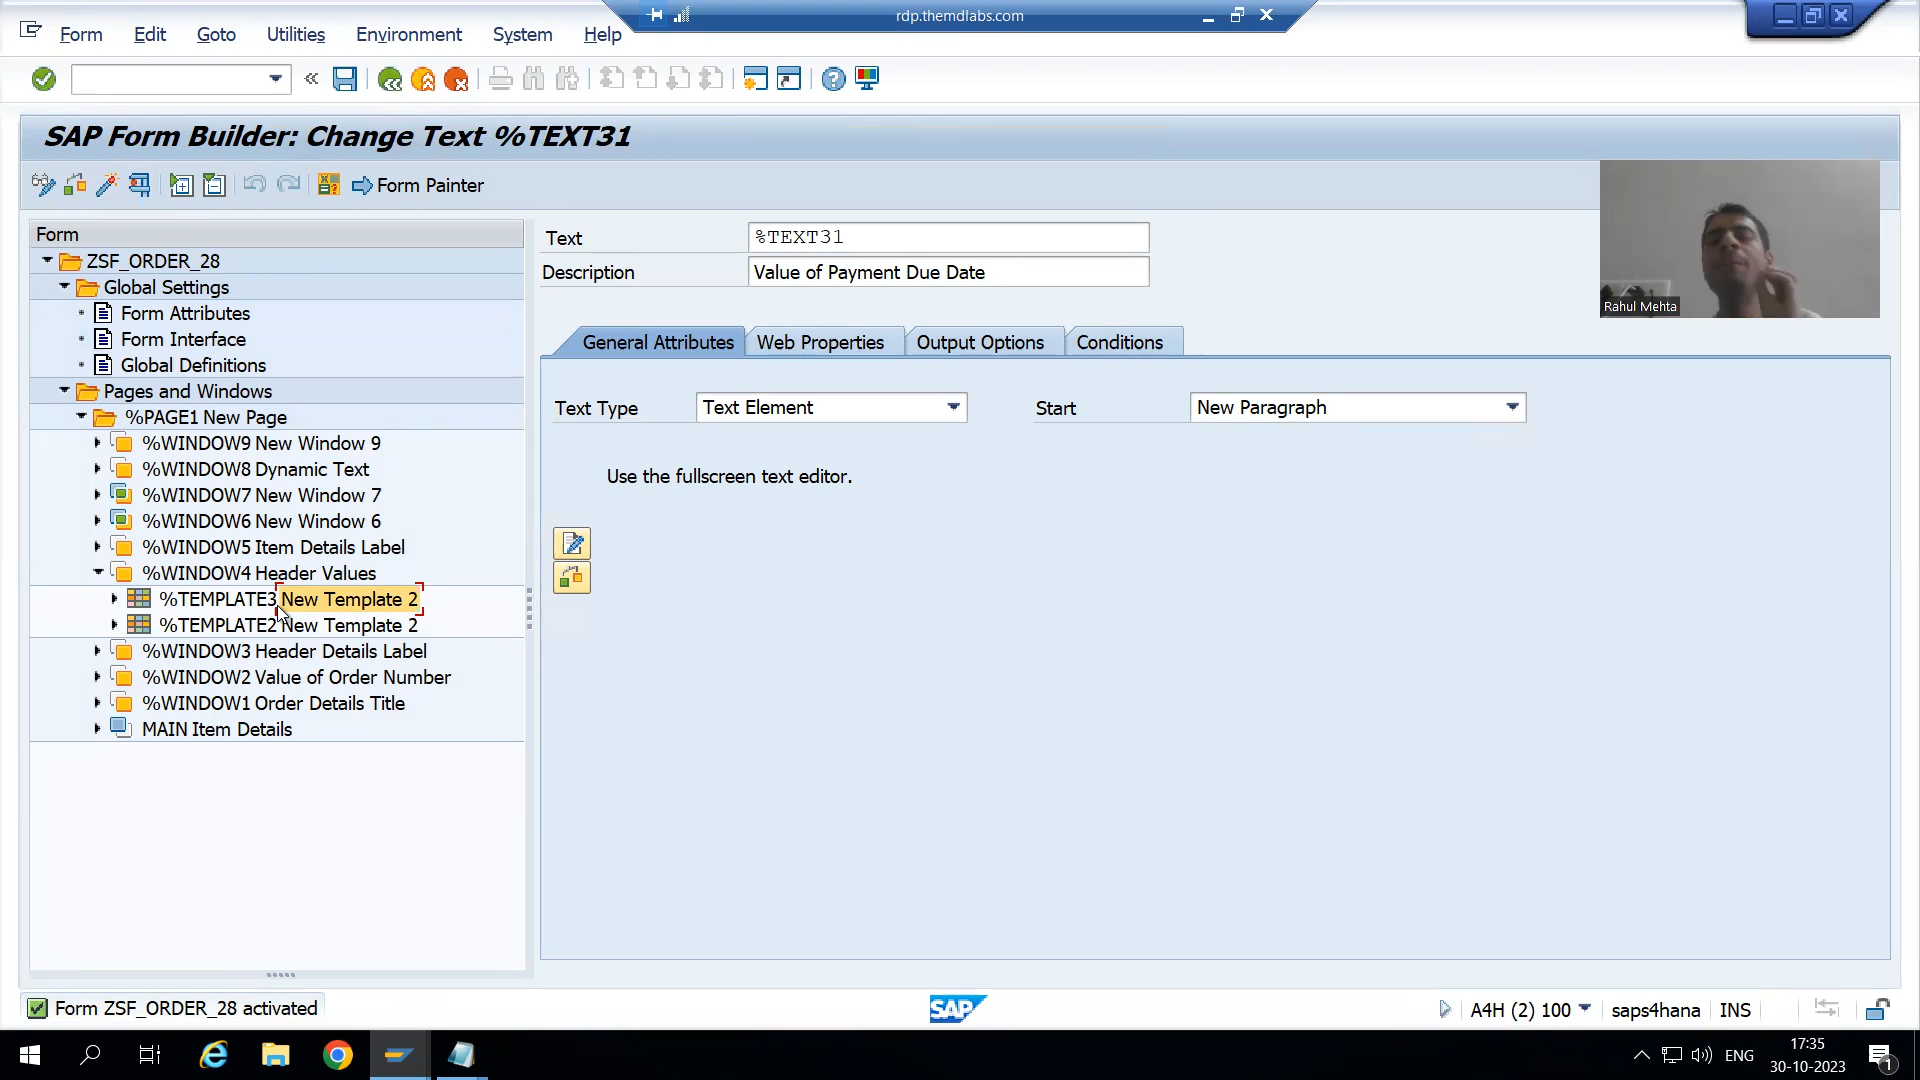 rdp.themdlabs.com
Form Edit Goto Utilities Environment System Help
SAP Form Builder: Change Text %TEXT31
Form Painter
Form
ZSF_ORDER_28
Global Settings
Form Attributes
Form Interface
Global Definitions
Pages and Windows
%PAGE1 New Page
%WINDOW9 New Window 9
%WINDOW8 Dynamic Text
%WINDOW7 New Window 7
%WINDOW6 New Window 6
%WINDOW5 Item Details Label
%WINDOW4 Header Values
%TEMPLATE3 New Template 2
%TEMPLATE2 New Template 2
%WINDOW3 Header Details Label
%WINDOW2 Value of Order Number
%WINDOW1 Order Details Title
MAIN Item Details
Text %TEXT31
Description Value of Payment Due Date
General Attributes Web Properties Output Options Conditions
Text Type Text Element Start New Paragraph
Use the fullscreen text editor.
Rahul Mehta
Form ZSF_ORDER_28 activated
SAP
A4H (2) 100 saps4hana INS
ENG
17:35
30-10-2023
1